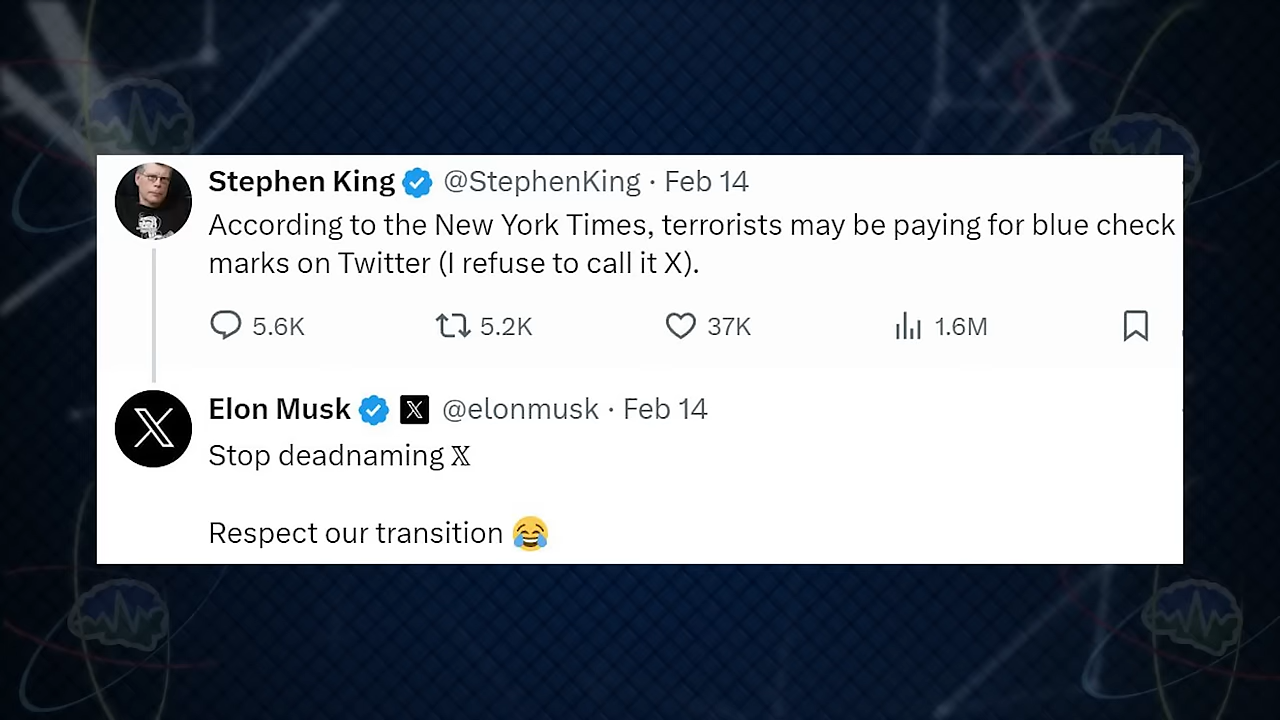 Stephen King @StephenKing · Feb 14
According to the New York Times, terrorists may be paying for blue check
marks on Twitter (I refuse to call it X).
5.6K 5.2K 37K 1.6M
Elon Musk 𝕏 @elonmusk · Feb 14
Stop deadnaming 𝕏
Respect our transition 😂